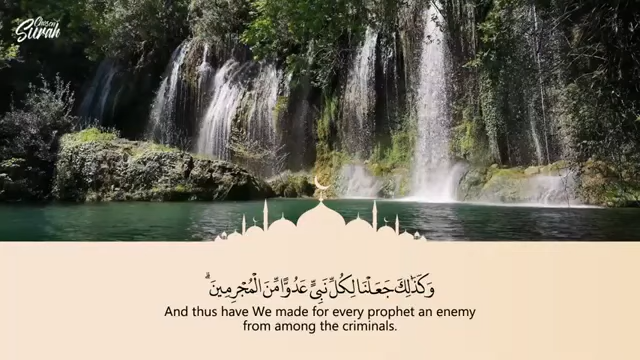 Chosen
Surah
وَكَذَٰلِكَ جَعَلْنَا لِكُلِّ نَبِيٍّ عَدُوًّا مِّنَ الْمُجْرِمِينَ ۗ
And thus have We made for every prophet an enemy
from among the criminals.